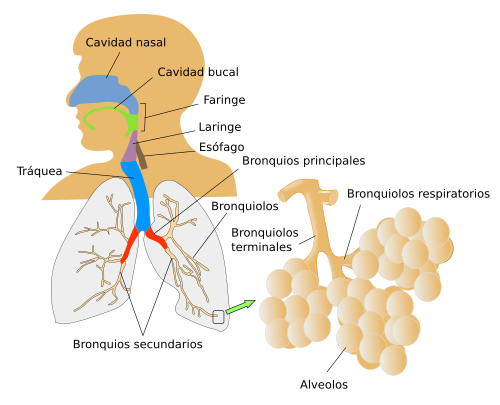 Cavidad nasal
Cavidad bucal
Faringe
Laringe
Esófago
Bronquios principales
Tráquea
Bronquiolos respiratorios
Bronquiolos
Bronquiolos
terminales
Bronquios secundarios
Alveolos